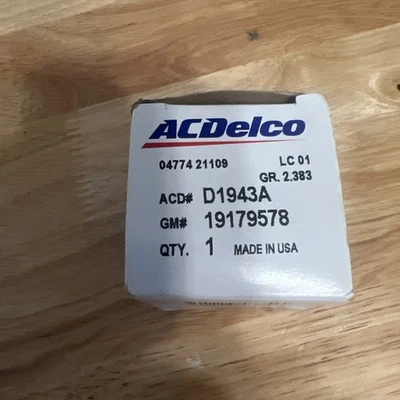 ACDelco
04774 21109 LC 01
GR. 2.383
ACD# D1943A
GM# 19179578
QTY. 1 MADE IN USA